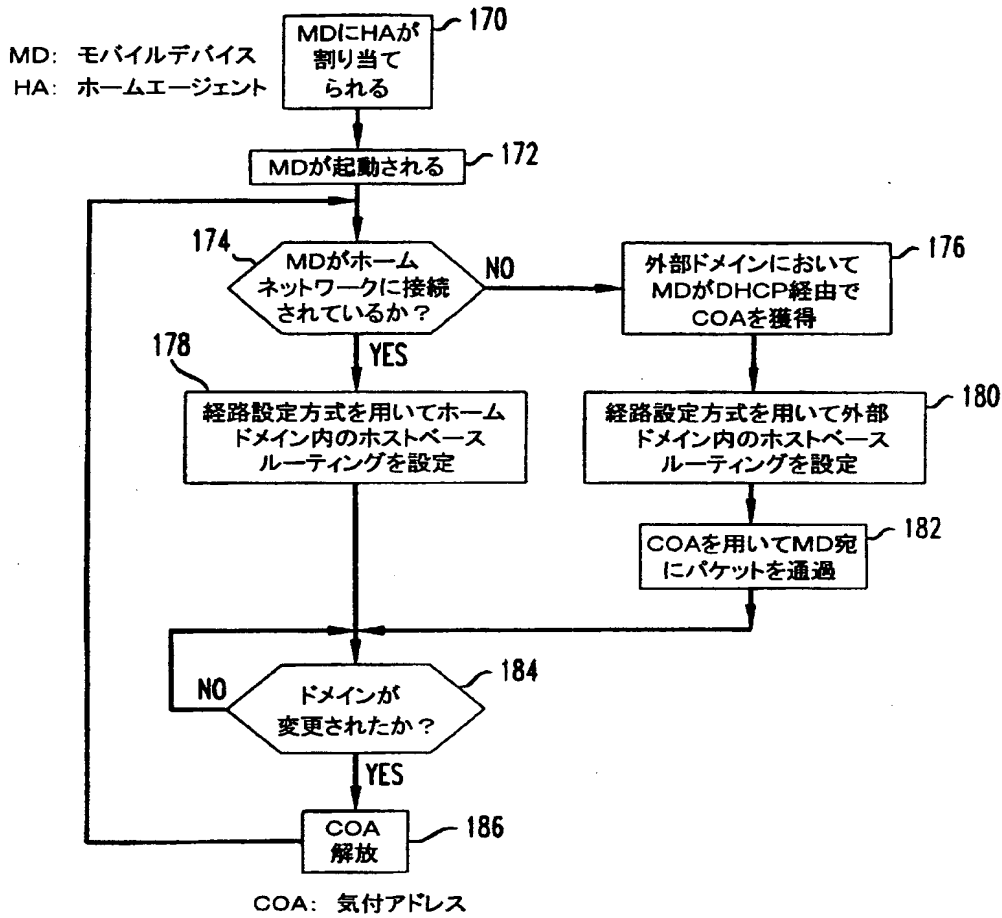 MD: モバイルデバイス
HA: ホームエージェント
MDにHAが
割り当て
られる
170
MDが起動される
172
174
MDがホーム
ネットワークに接続
されているか?
NO
YES
外部ドメインにおいて
MDがDHCP経由で
COAを獲得
176
178
経路設定方式を用いてホーム
ドメイン内のホストベース
ルーティングを設定
経路設定方式を用いて外部
ドメイン内のホストベース
ルーティングを設定
180
COAを用いてMD宛
にパケットを通過
182
ドメインが
変更されたか?
184
NO
YES
COA
解放
186
COA: 気付アドレス